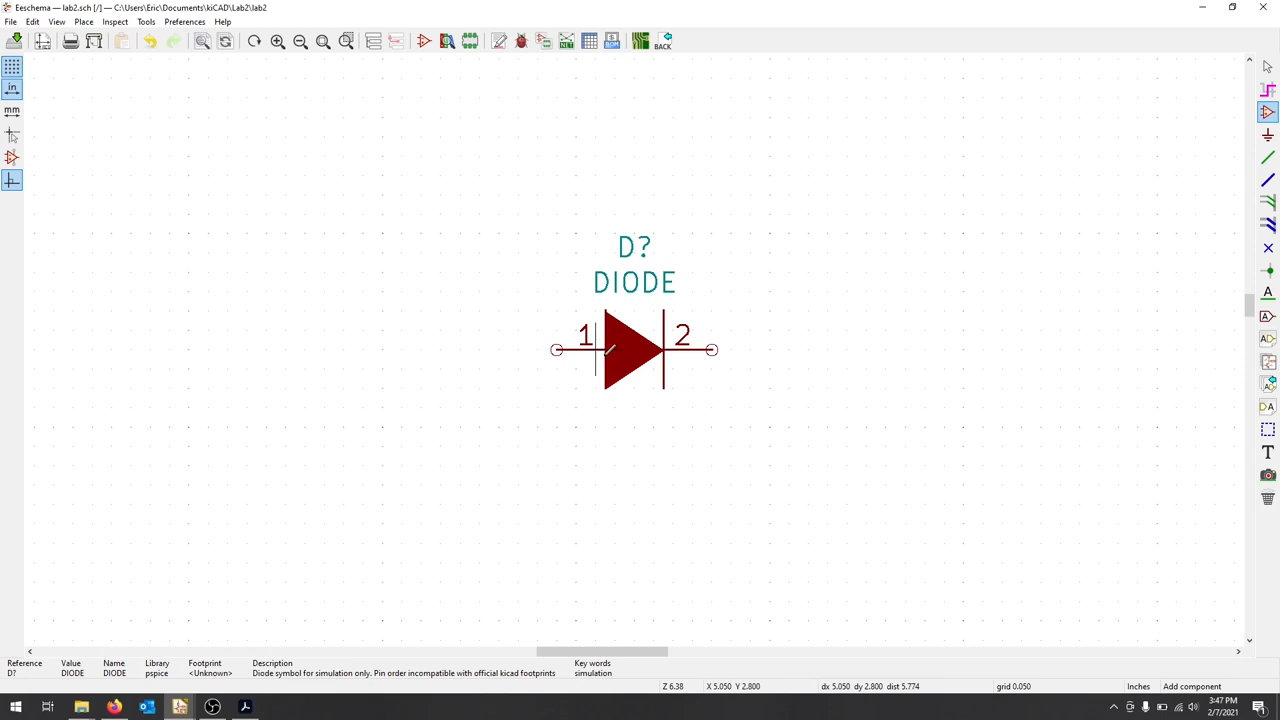 Eeschema — lab2.sch [/] — C:\Users\Eric\Documents\kiCAD\Lab2\lab2
File Edit View Place Inspect Tools Preferences Help
BACK
in
mm
NET
BOM
A
A
A
A
A
T
D?
DIODE
1 2
Reference Value Name Library Footprint Description Key words
D? DIODE DIODE pspice <Unknown> Diode symbol for simulation only. Pin order incompatible with official kicad footprints simulation
Z 6.38 X 5.050 Y 2.800 dx 5.050 dy 2.800 dist 5.774 grid 0.050 Inches Add component
3:47 PM
2/7/2021